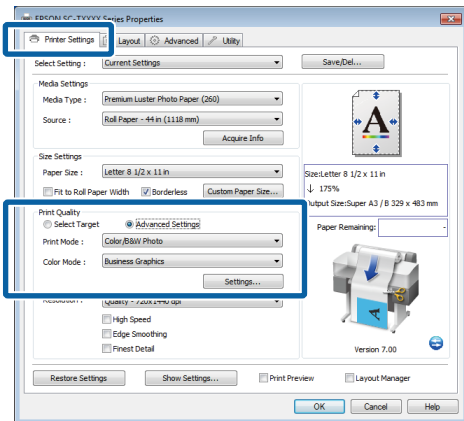 EPSON SC-TXXXX Series Properties
Printer Settings Layout Advanced Utility
Select Setting : Current Settings Save/Del...
Media Settings
Media Type : Premium Luster Photo Paper (260)
Source : Roll Paper - 44 in (1118 mm)
Acquire Info
Size Settings
Paper Size : Letter 8 1/2 x 11 in
Fit to Roll Paper Width Borderless Custom Paper Size...
Size:Letter 8 1/2 x 11 in
↓ 175%
Output Size:Super A3 / B 329 x 483 mm
Print Quality
Select Target Advanced Settings
Paper Remaining: -
Print Mode : Color/B&W Photo
Color Mode : Business Graphics
Settings...
Resolution : Quality - 720x1440 dpi
High Speed
Edge Smoothing
Finest Detail
Version 7.00
Restore Settings Show Settings... Print Preview Layout Manager
OK Cancel Help